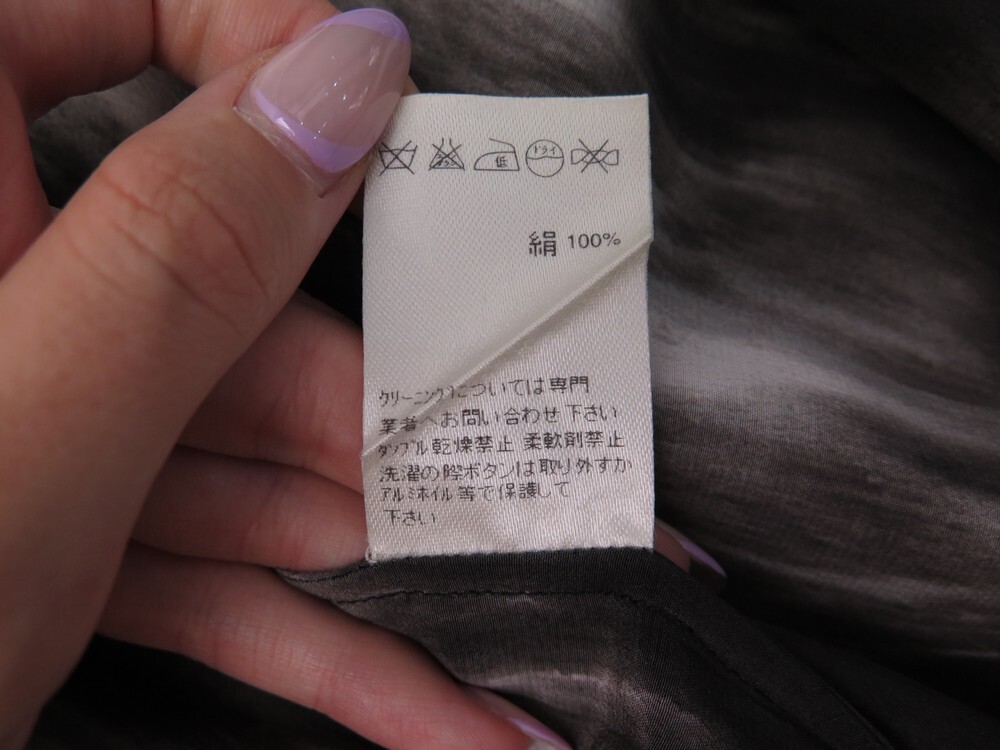 低 ドライ
絹 100%
クリーニングについては専門
業者へお問い合わせ下さい
タンブル乾燥禁止 柔軟剤禁止
洗濯の際ボタンは取り外すか
アルミホイル等で保護して
下さい